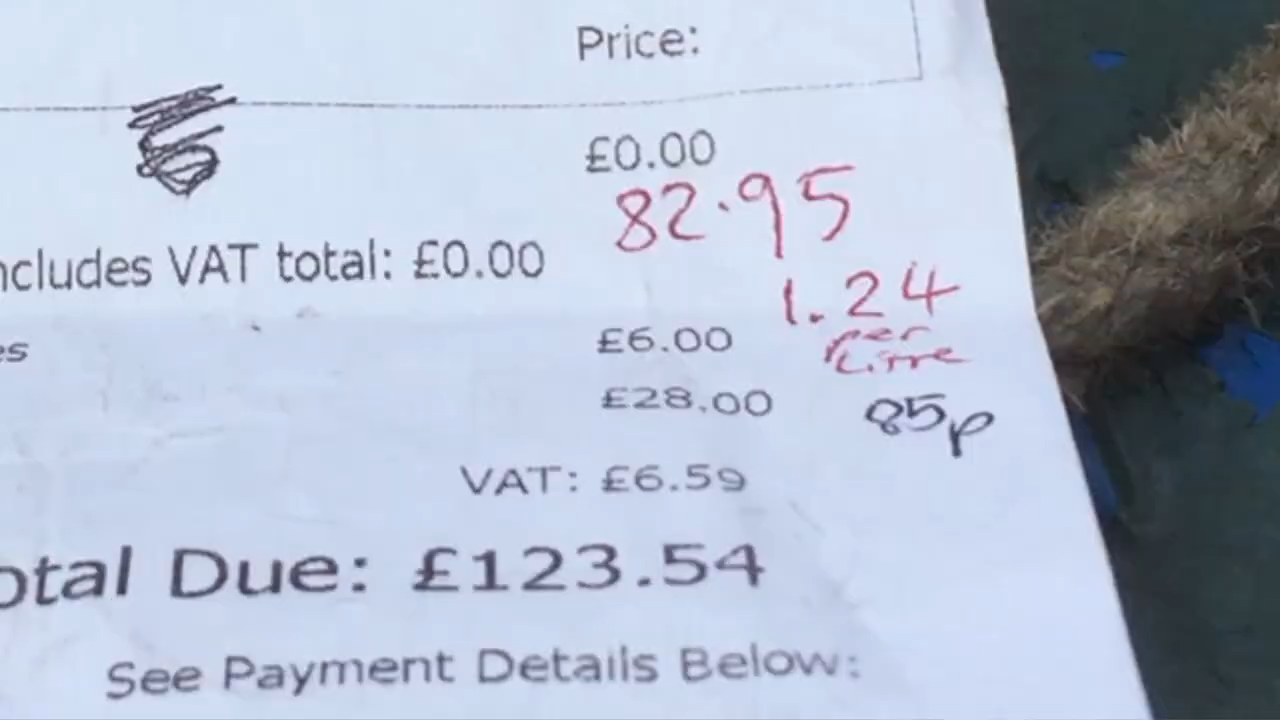 Price:
£0.00
82.95
ncludes VAT total: £0.00
1.24
per
Litre
£6.00
es
£28.00
85p
VAT: £6.59
otal Due: £123.54
See Payment Details Below: